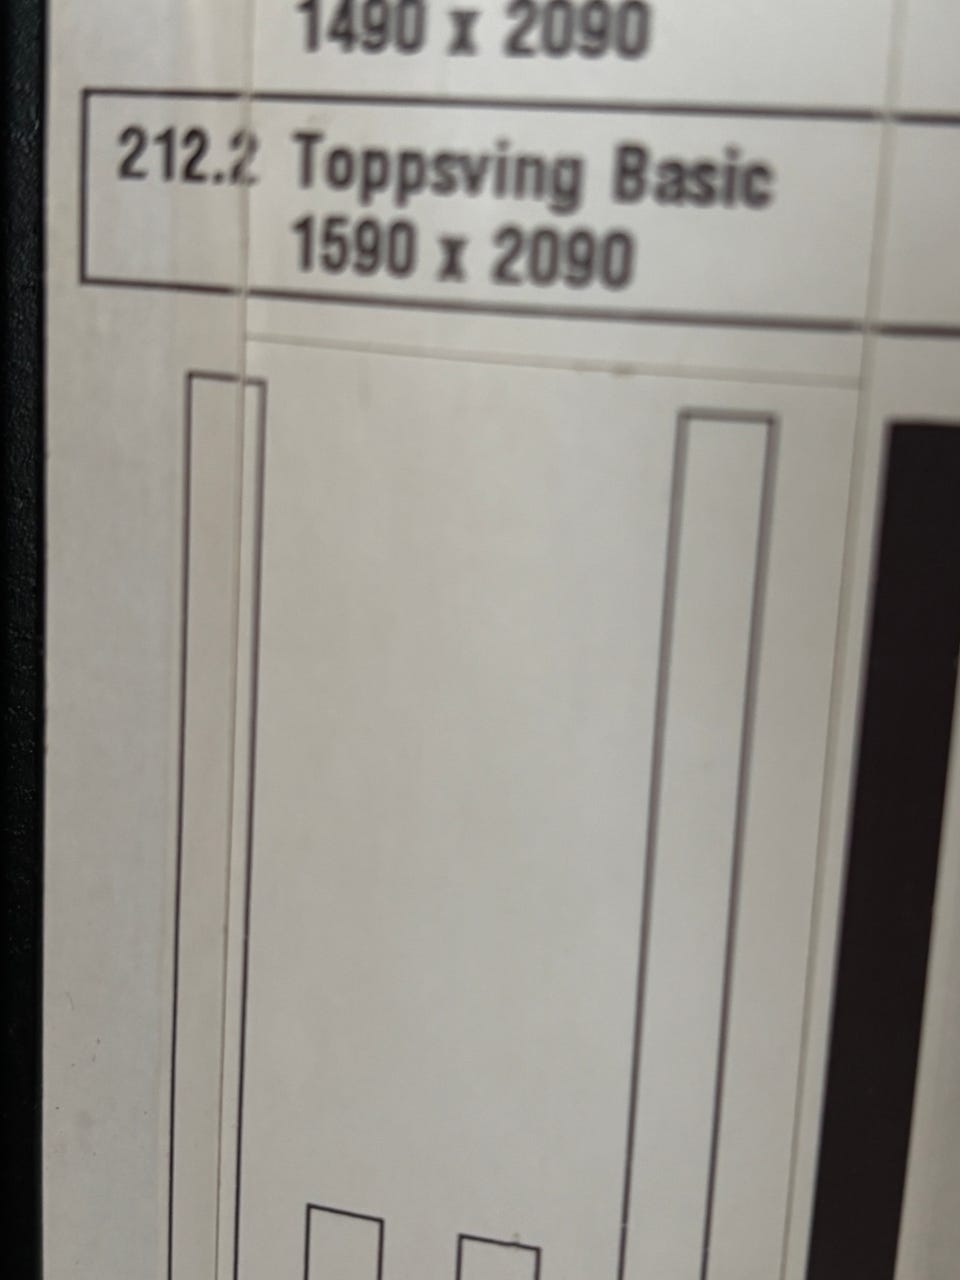 1490 x 2090
212.2 Toppsving Basic
1590 x 2090